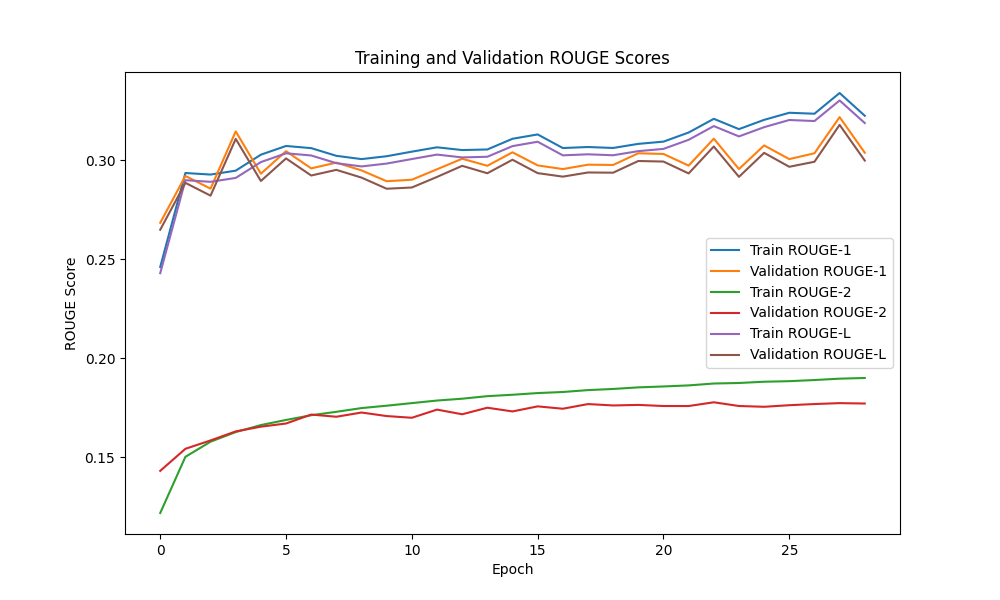 Training and Validation ROUGE Scores
ROUGE Score
0.30
0.25
0.20
0.15
Train ROUGE-1
Validation ROUGE-1
Train ROUGE-2
Validation ROUGE-2
Train ROUGE-L
Validation ROUGE-L
0 5 10 15 20 25
Epoch